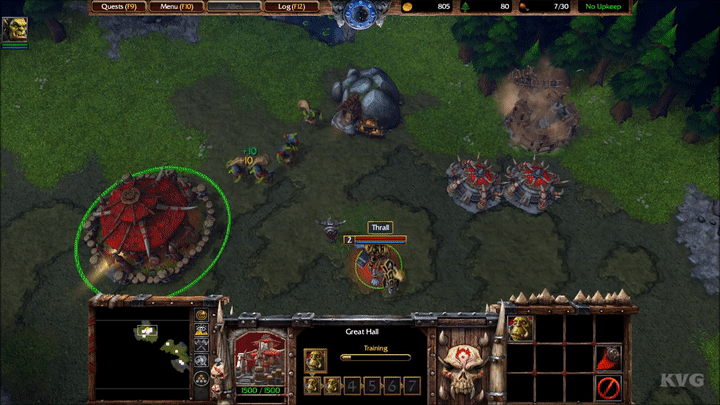 Quests (F9)
Menu (F10)
Allies
Log (F12)
805
80
7/30
No Upkeep
+10
+10
Thrall
2
Great Hall
Training
4 5 6 7
1500 / 1500
KVG